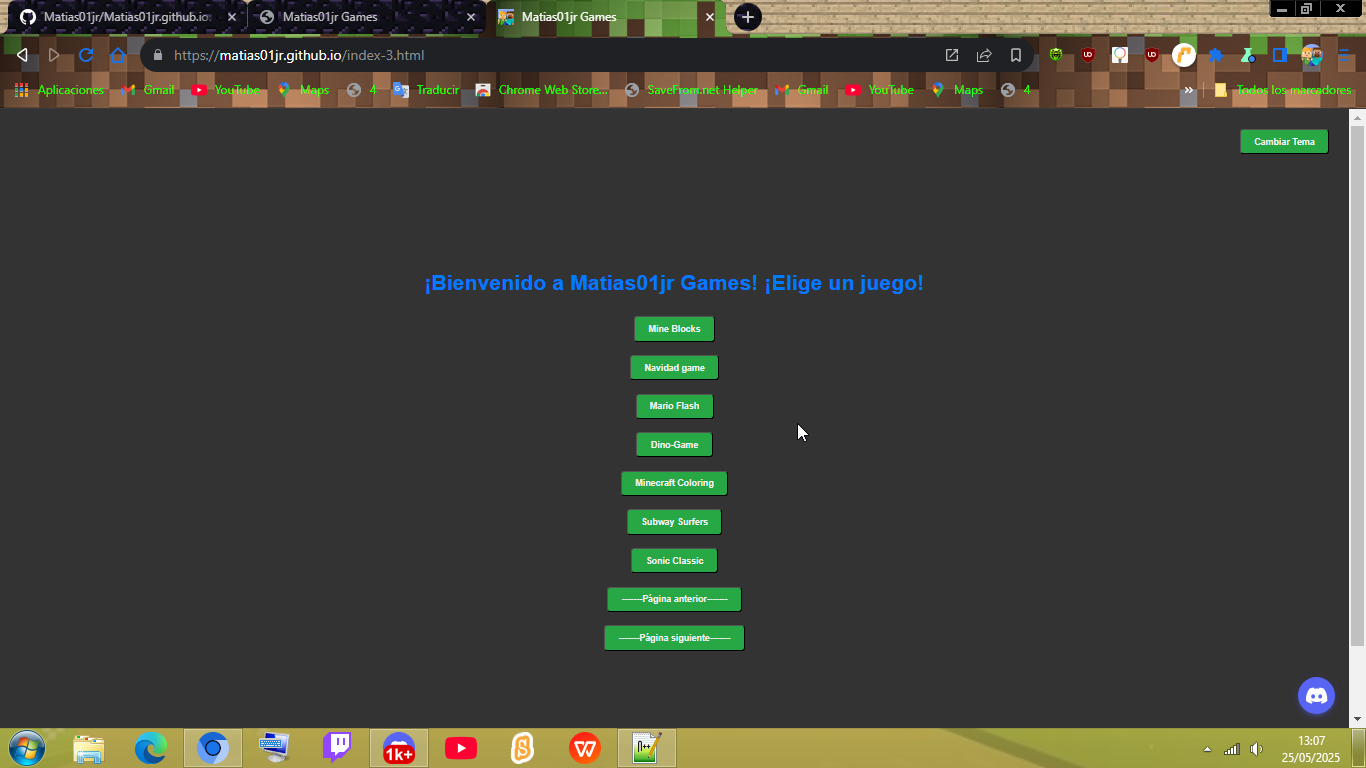 Matias01jr/Matias01jr.github.io:
Matias01jr Games
Matias01jr Games
https://matias01jr.github.io/index-3.html
Aplicaciones
Gmail
YouTube
Maps
4
Traducir
Chrome Web Store...
SaveFrom.net Helper
Gmail
YouTube
Maps
4
»
Todos los marcadores
Cambiar Tema
¡Bienvenido a Matias01jr Games! ¡Elige un juego!
Mine Blocks
Navidad game
Mario Flash
Dino-Game
Minecraft Coloring
Subway Surfers
Sonic Classic
-------Página anterior-------
-------Página siguiente-------
1k+
13:07
25/05/2025